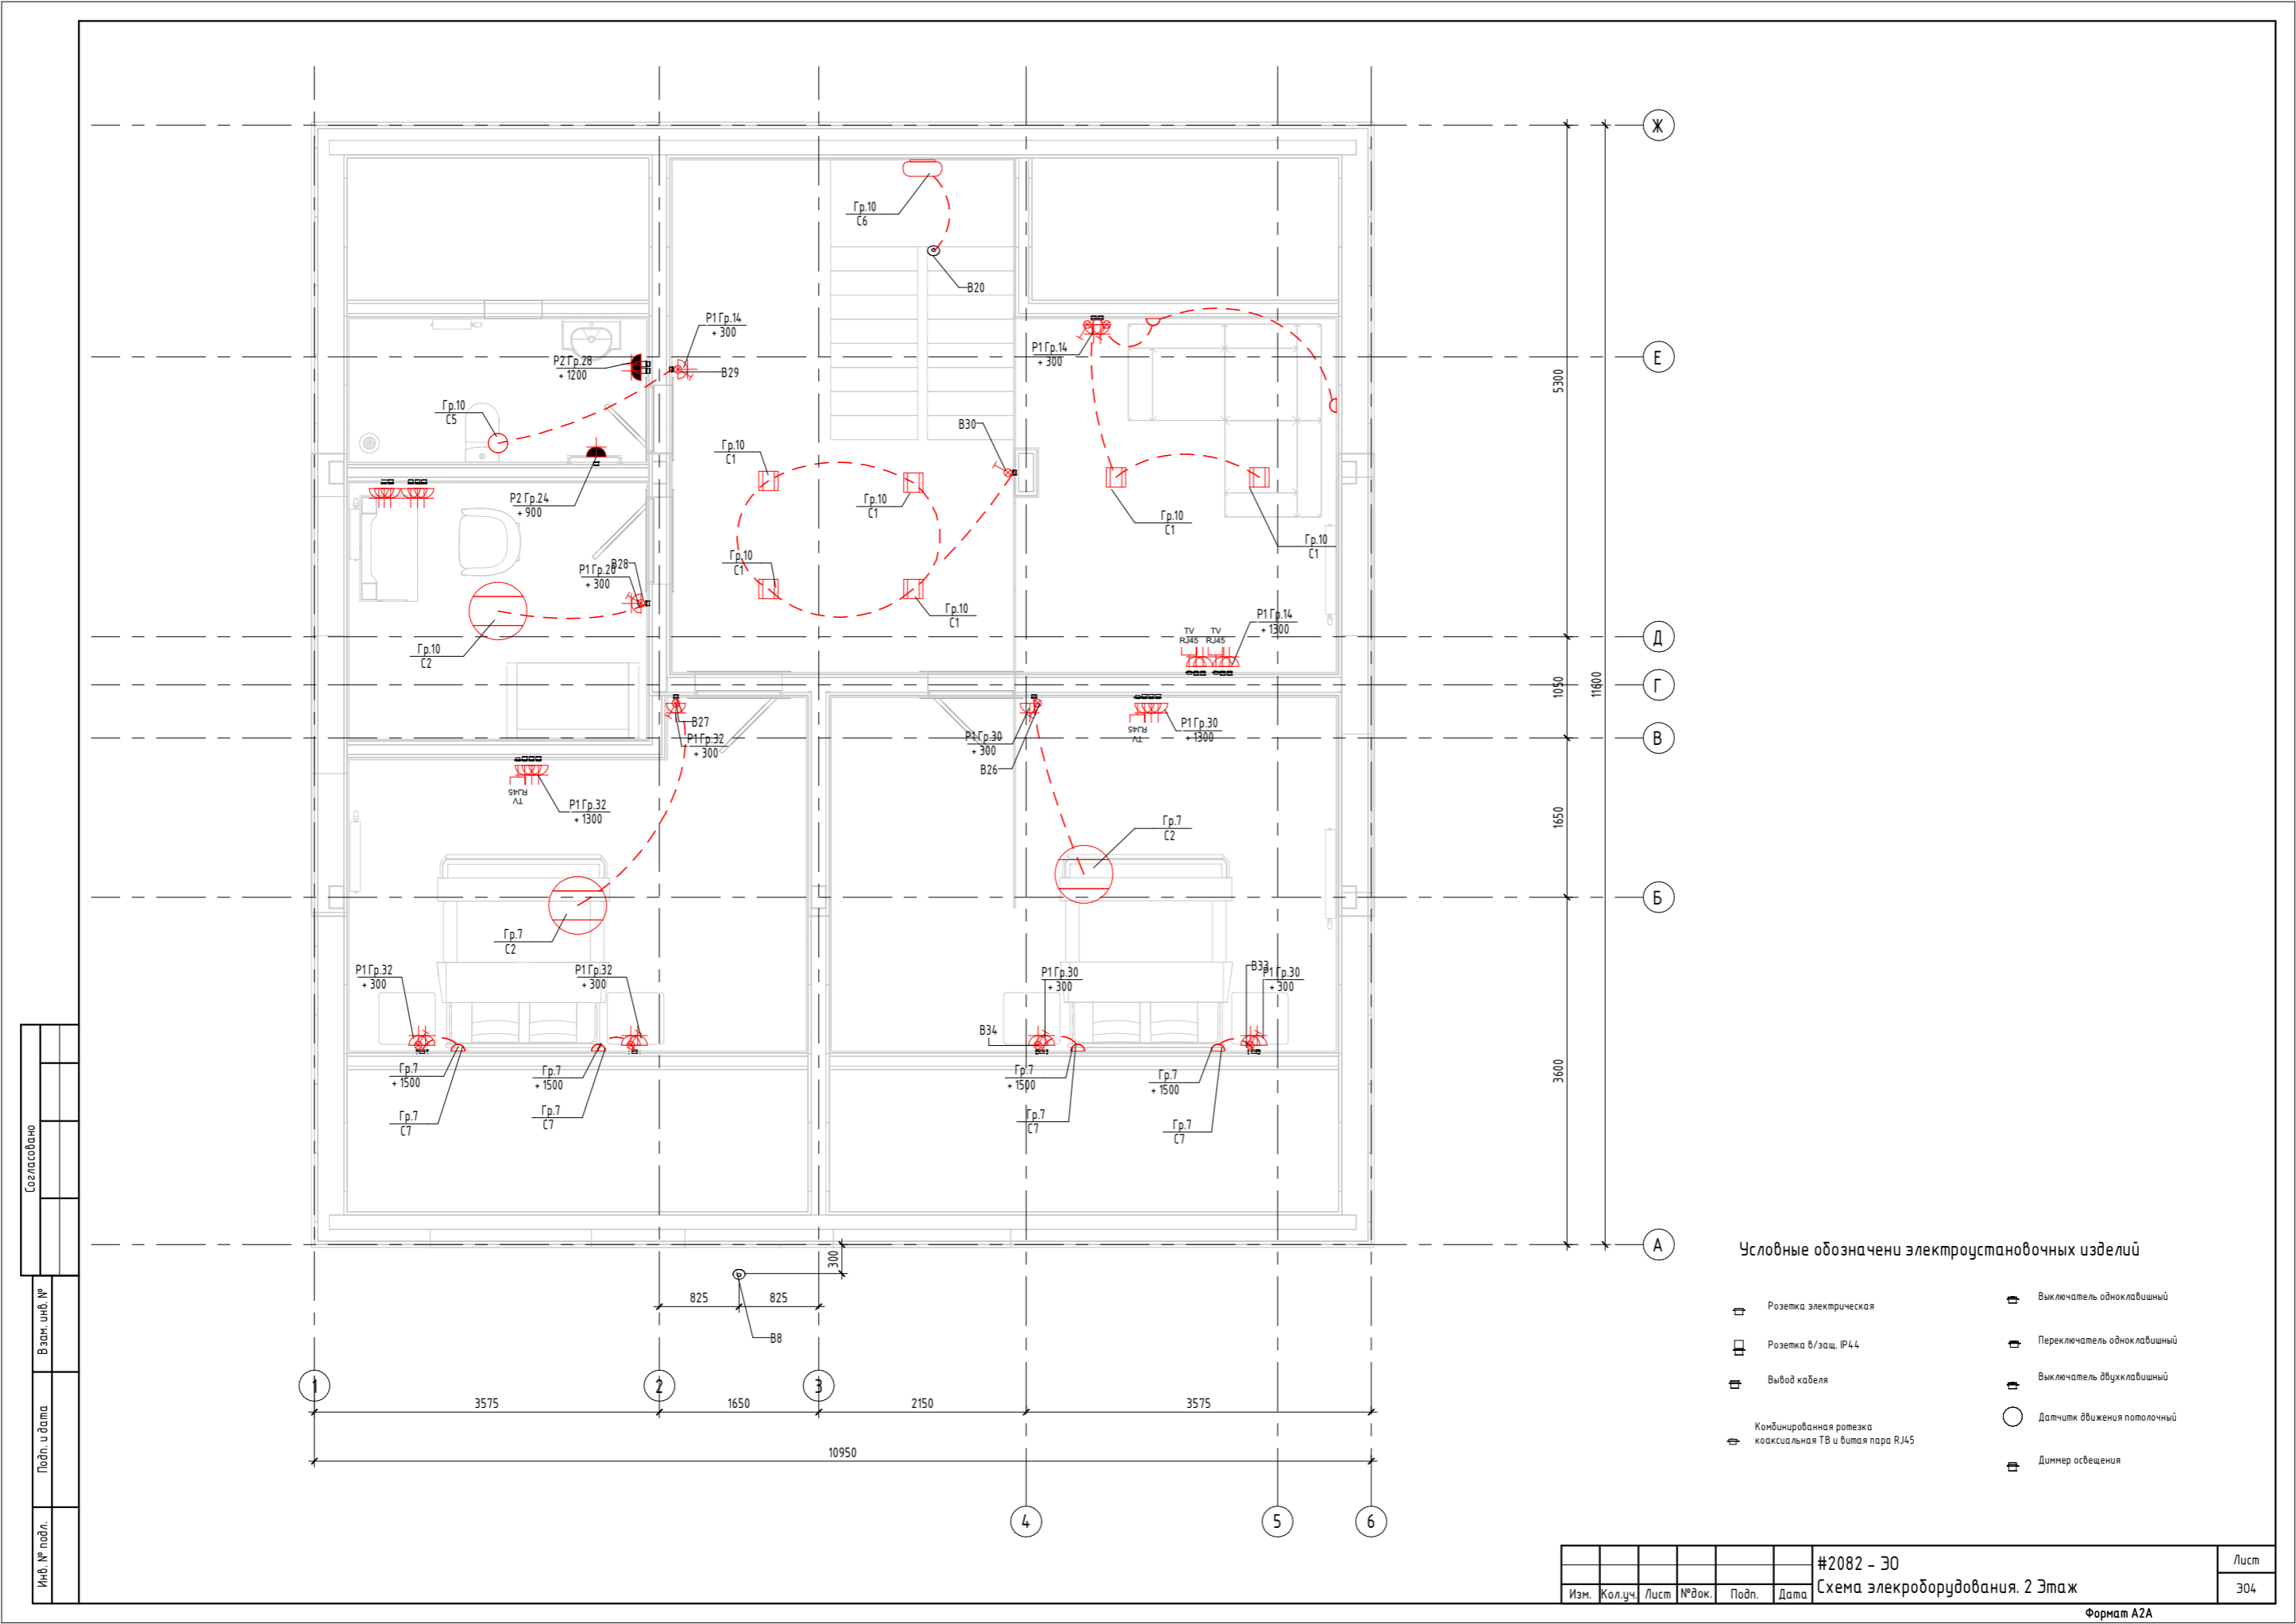 Ж
Гр.10
С6
Е
В20
Р1 Гр.14
+ 300
В29
Р2 Гр.28
+ 1200
Р1 Гр.14
+ 300
5300
Гр.10
С5
В30
Гр.10
С1
Гр.10
С1
Р2 Гр.24
+ 900
Гр.10
С1
Гр.10
С1
Гр.10
С1
В28
Р1 Гр.20
+ 300
Гр.10
С1
Р1 Гр.14
+ 1300
TV
RJ45
TV
RJ45
Д
Гр.10
С2
Г
1050
11600
В27
Р1 Гр.32
+ 300
Р1 Гр.30
+ 300
В26
RJ45
TV
Р1 Гр.30
+ 1300
В
RJ45
TV
Р1 Гр.32
+ 1300
1650
Гр.7
С2
Б
Гр.7
С2
Р1 Гр.32
+ 300
Р1 Гр.32
+ 300
Р1 Гр.30
+ 300
В33
Р1 Гр.30
+ 300
В34
Гр.7
+ 1500
Гр.7
+ 1500
Гр.7
+ 1500
Гр.7
+ 1500
3600
Гр.7
С7
Гр.7
С7
Гр.7
С7
Гр.7
С7
А
300
825
825
В8
1
2
3
3575
1650
2150
3575
10950
4
5
6
Условные обозначени электроустановочных изделий
Розетка электрическая
Розетка в/защ. IP44
Вывод кабеля
Комбинированная ротезка
коаксиальная ТВ и витая пара RJ45
Выключатель одноклавишный
Переключатель одноклавишный
Выключатель двухклавишный
Датчитк движения потолочный
Диммер освещения
Согласовано
Взам. инв. №
Подп. и дата
Инв. № подл.
Изм.
Кол.уч.
Лист
№док.
Подп.
Дата
#2082 - ЭО
Схема элекроборудования. 2 Этаж
Лист
Э04
Формат А2А